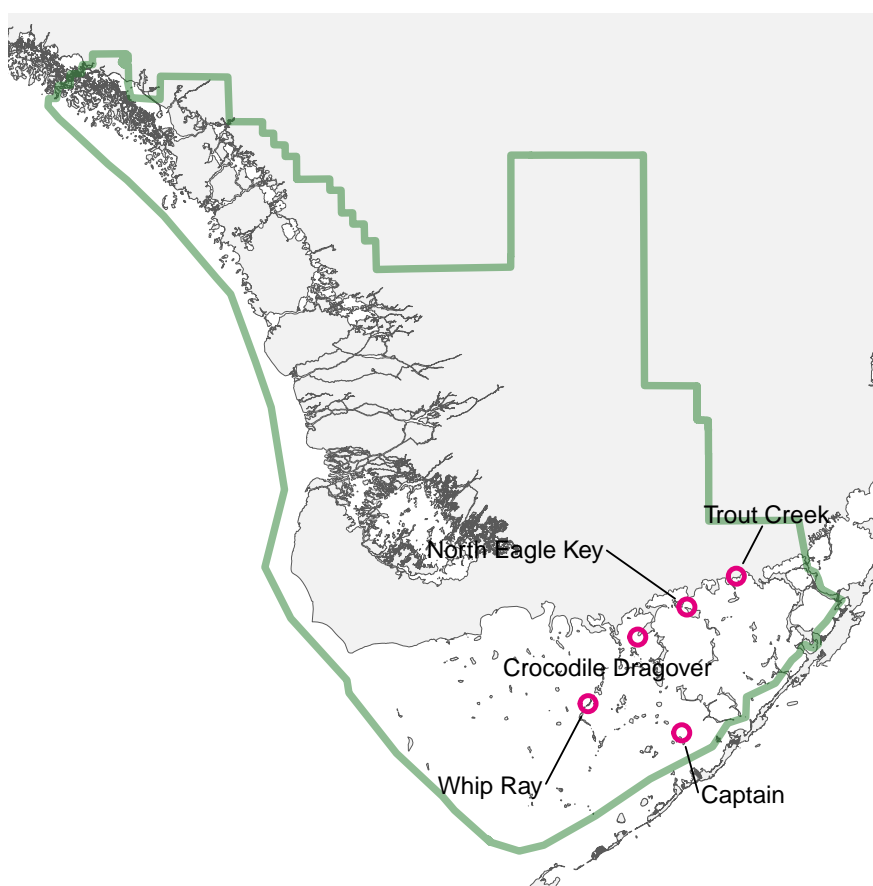 Trout Creek
North Eagle Key
Crocodile Dragover
Whip Ray
Captain